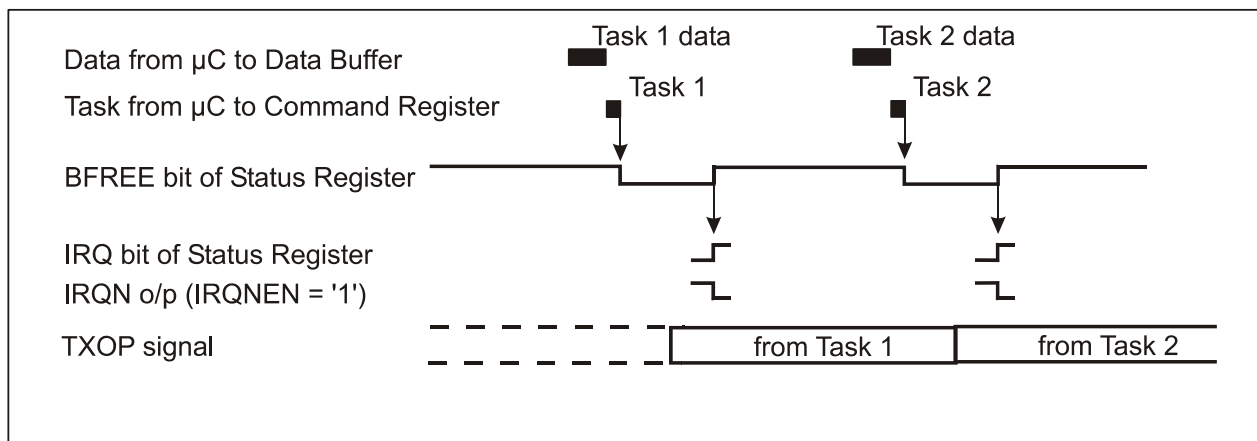 Task 1 data
Task 2 data
Data from µC to Data Buffer
Task 1
Task 2
Task from µC to Command Register
BFREE bit of Status Register
IRQ bit of Status Register
IRQN o/p (IRQNEN = '1')
TXOP signal
from Task 1
from Task 2